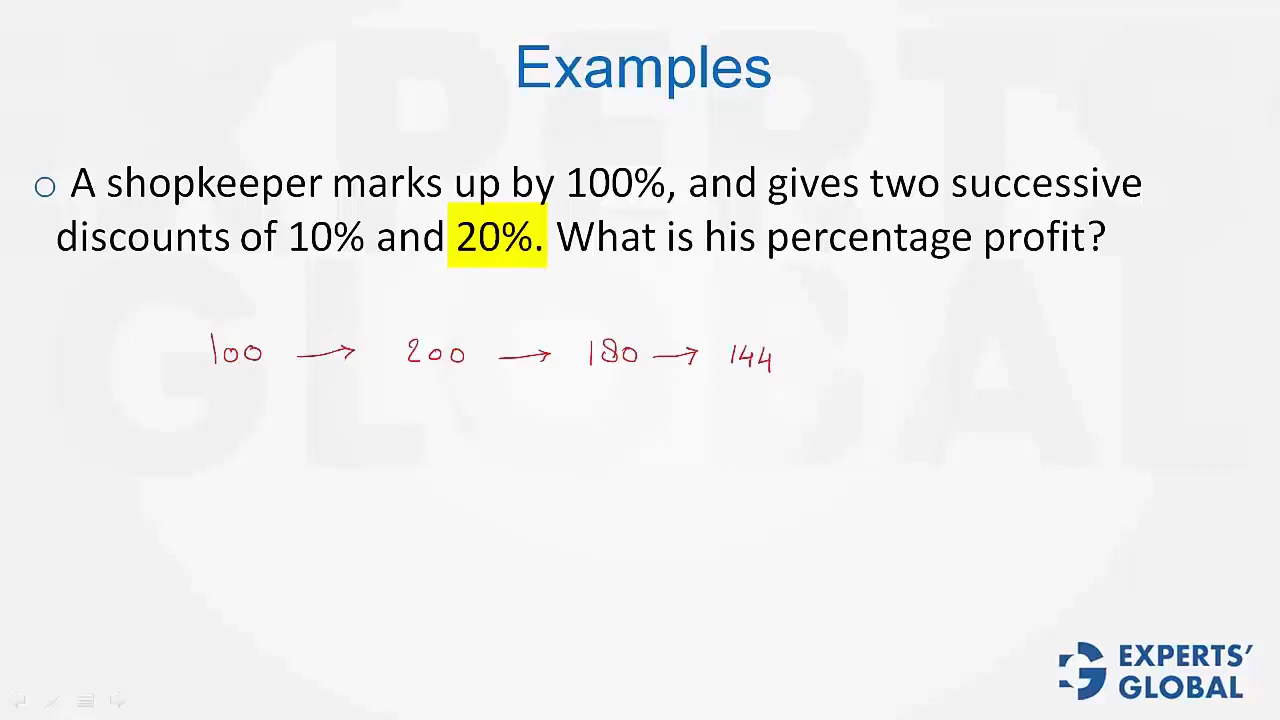 Examples
○ A shopkeeper marks up by 100%, and gives two successive
discounts of 10% and 20%. What is his percentage profit?
100 → 200 → 180 → 144
EXPERTS'
GLOBAL